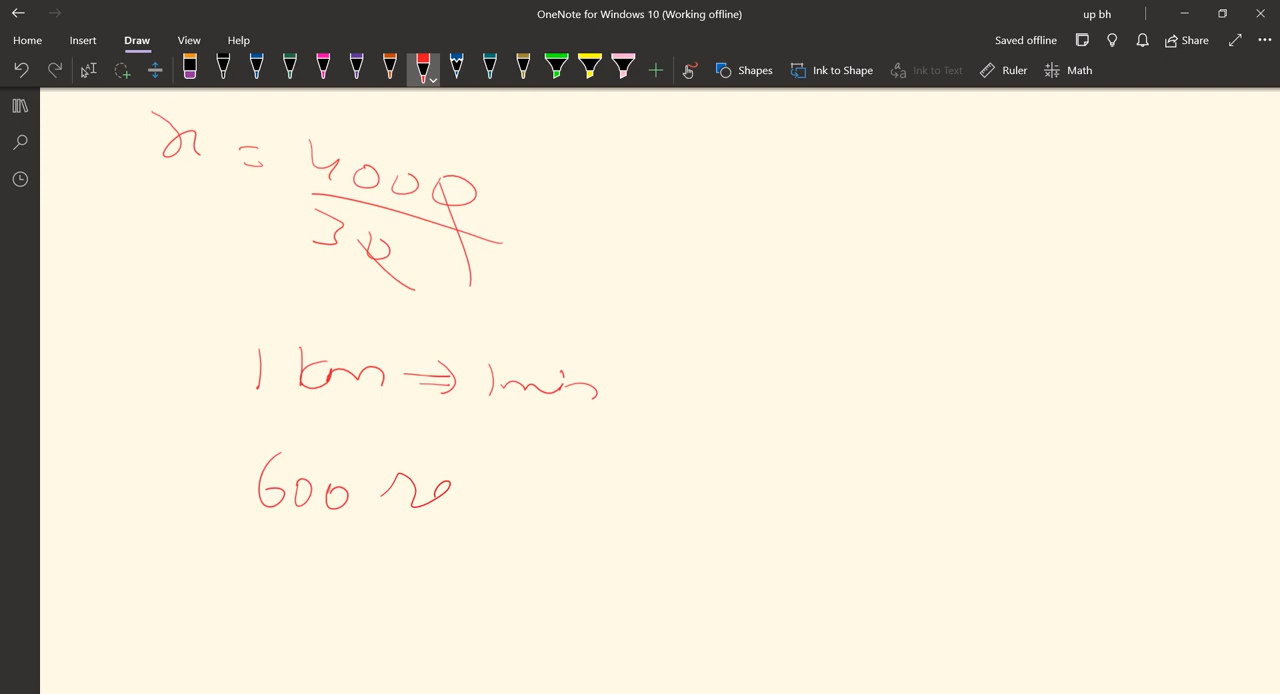 OneNote for Windows 10 (Working offline)
up bh
Home Insert Draw View Help
Saved offline
Share
Shapes
Ink to Shape
Ink to Text
Ruler
Math
x = 4000
30
1 km ⇒ 1 min
600 re